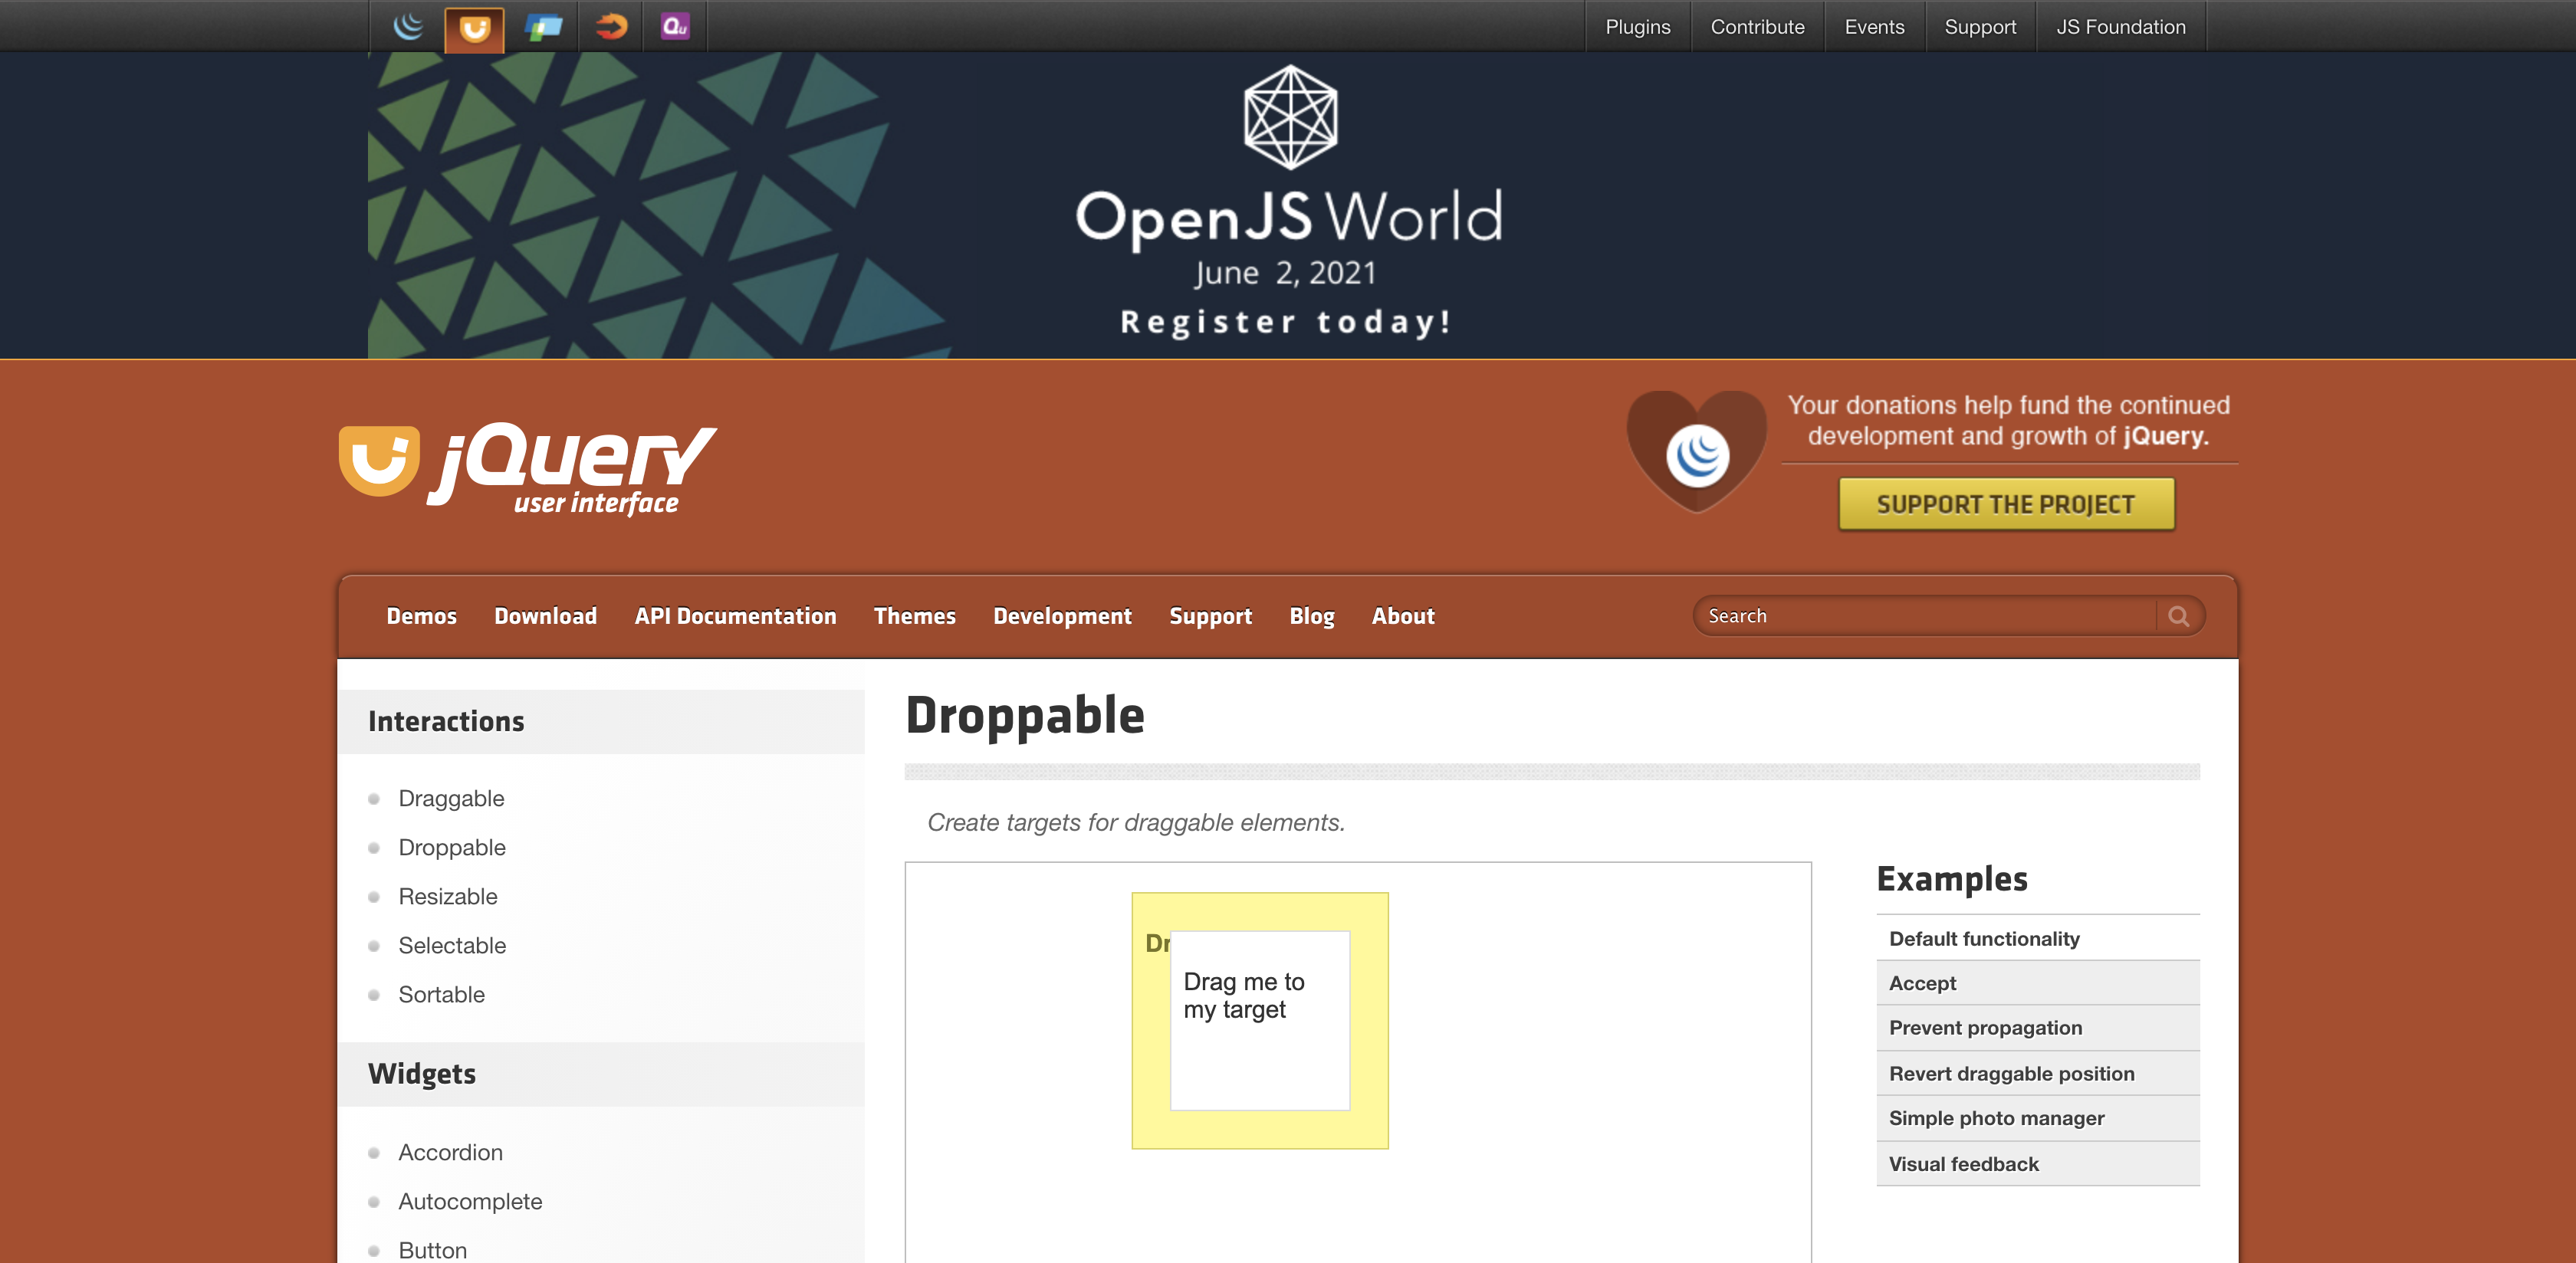 Qu
Plugins
Contribute
Events
Support
JS Foundation
OpenJS World
June 2, 2021
Register today!
jQuery
user interface
Your donations help fund the continued
development and growth of jQuery.
SUPPORT THE PROJECT
Demos
Download
API Documentation
Themes
Development
Support
Blog
About
Search
Interactions
Draggable
Droppable
Resizable
Selectable
Sortable
Widgets
Accordion
Autocomplete
Button
Droppable
Create targets for draggable elements.
Dr
Drag me to
my target
Examples
Default functionality
Accept
Prevent propagation
Revert draggable position
Simple photo manager
Visual feedback